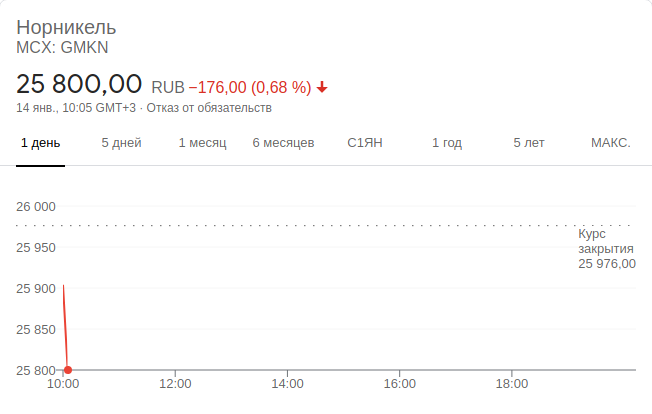 Норникель
MCX: GMKN
25 800,00 RUB −176,00 (0,68 %)
14 янв., 10:05 GMT+3 · Отказ от обязательств
1 день 5 дней 1 месяц 6 месяцев С1ЯН 1 год 5 лет МАКС.
26 000
Курс
закрытия
25 976,00
25 950
25 900
25 850
25 800
10:00 12:00 14:00 16:00 18:00